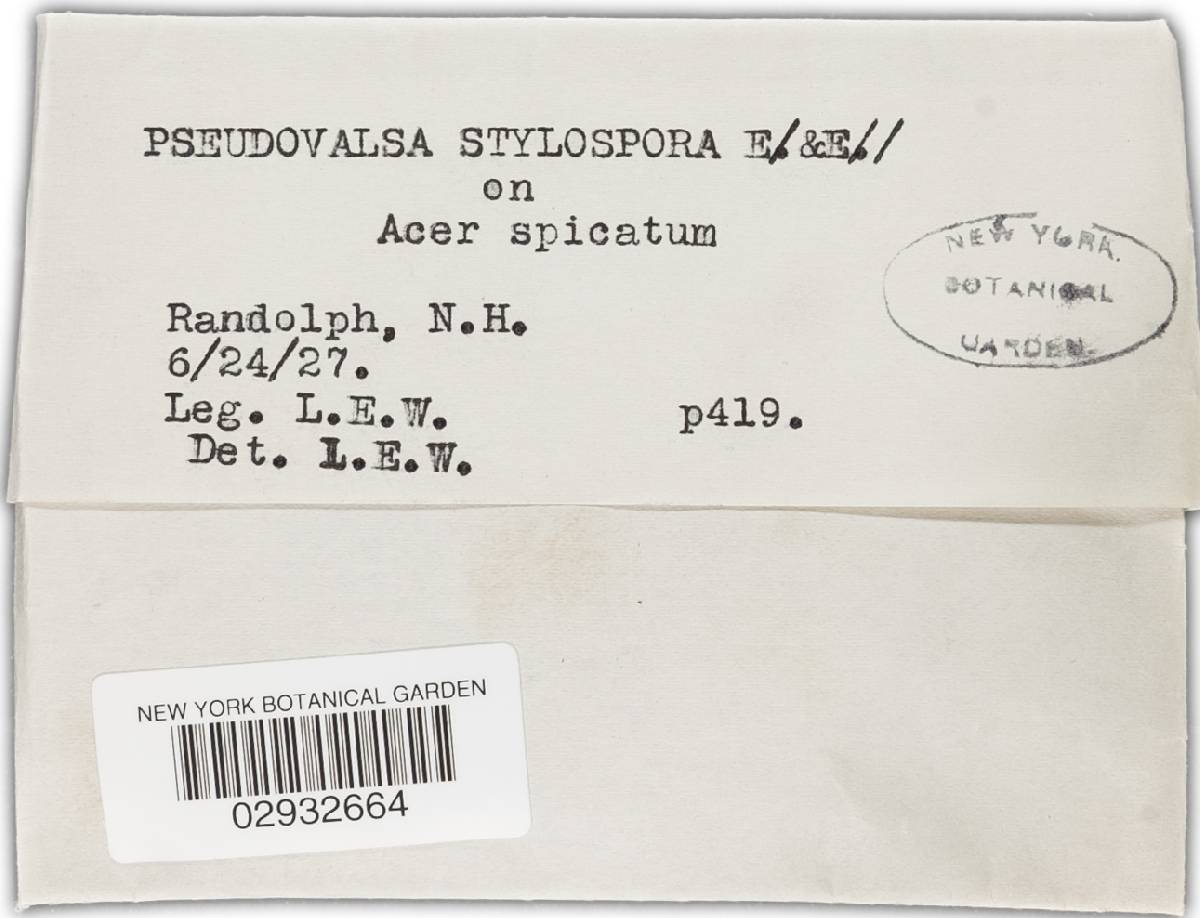 PSEUDOVALSA STYLOSPORA E/.&E.//
on
Acer spicatum
NEW YORK
BOTANICAL
GARDEN
Randolph, N.H.
6/24/27.
Leg. L.E.W.
p419.
Det. L.E.W.
NEW YORK BOTANICAL GARDEN
02932664